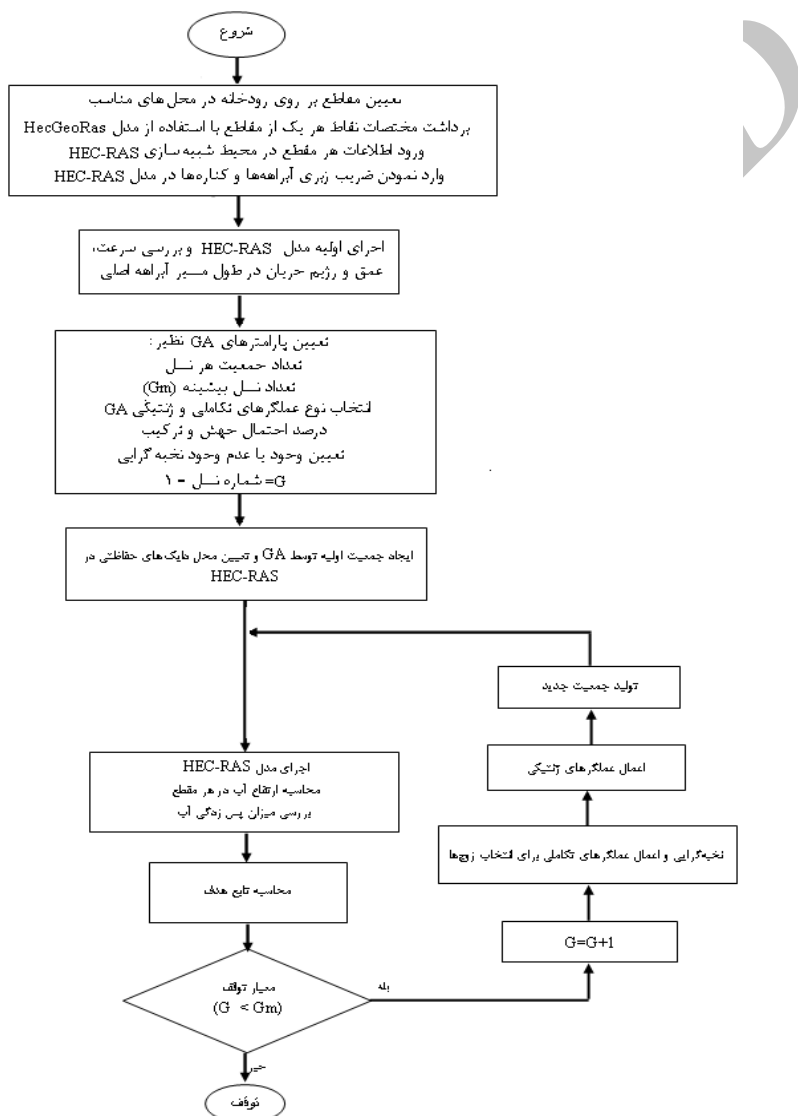 شروع
تعیین مقاطع بر روی رودخانه در محل‌های مناسب
برداشت مختصات نقاط هر یک از مقاطع با استفاده از مدل HecGeoRas
ورود اطلاعات هر مقطع در محیط شبیه سازی HEC-RAS
وارد نمودن ضریب زبری آبراهه‌ها و کناره‌ها در مدل HEC-RAS
اجرای اولیه مدل HEC-RAS و بررسی سرعت،
عمق و رژیم جریان در طول مسیر آبراهه اصلی
تعیین پارامترهای GA نظیر :
تعداد جمعیت هر نسل
تعداد نسل بیشینه (Gm)
انتخاب نوع عملگرهای تکاملی و ژنتیکی GA
درصد احتمال جهش و ترکیب
تعیین وجود یا عدم وجود نخبه گرایی
G= شماره نسل = ۱
ایجاد جمعیت اولیه توسط GA و تعیین محل دایک‌های حفاظتی در
HEC-RAS
تولید جمعیت جدید
اعمال عملگرهای ژنتیکی
نخبه‌گرایی و اعمال عملگرهای تکاملی برای انتخاب زوج‌ها
G=G+1
اجرای مدل HEC-RAS
محاسبه ارتفاع آب در هر مقطع
بررسی میزان پس زدگی آب
محاسبه تابع هدف
معیار توقف
(G < Gm)
بله
خیر
توقف